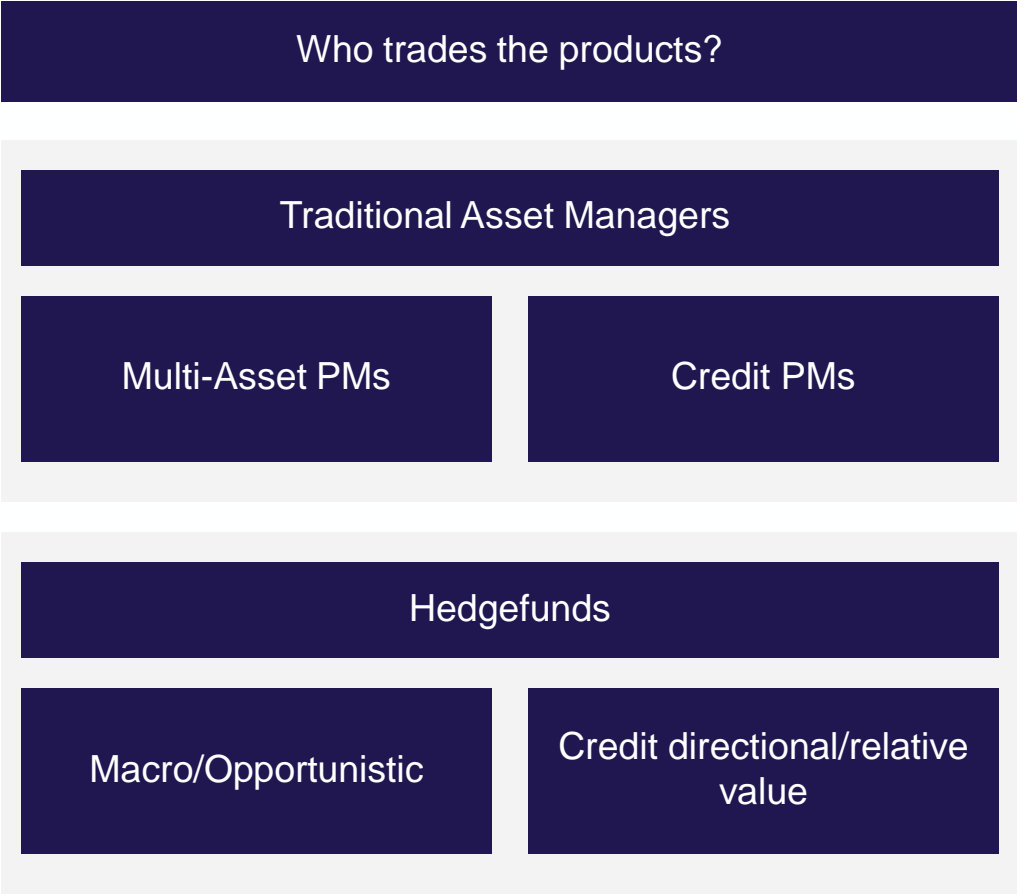 Who trades the products?
Traditional Asset Managers
Multi-Asset PMs
Credit PMs
Hedgefunds
Macro/Opportunistic
Credit directional/relative
value